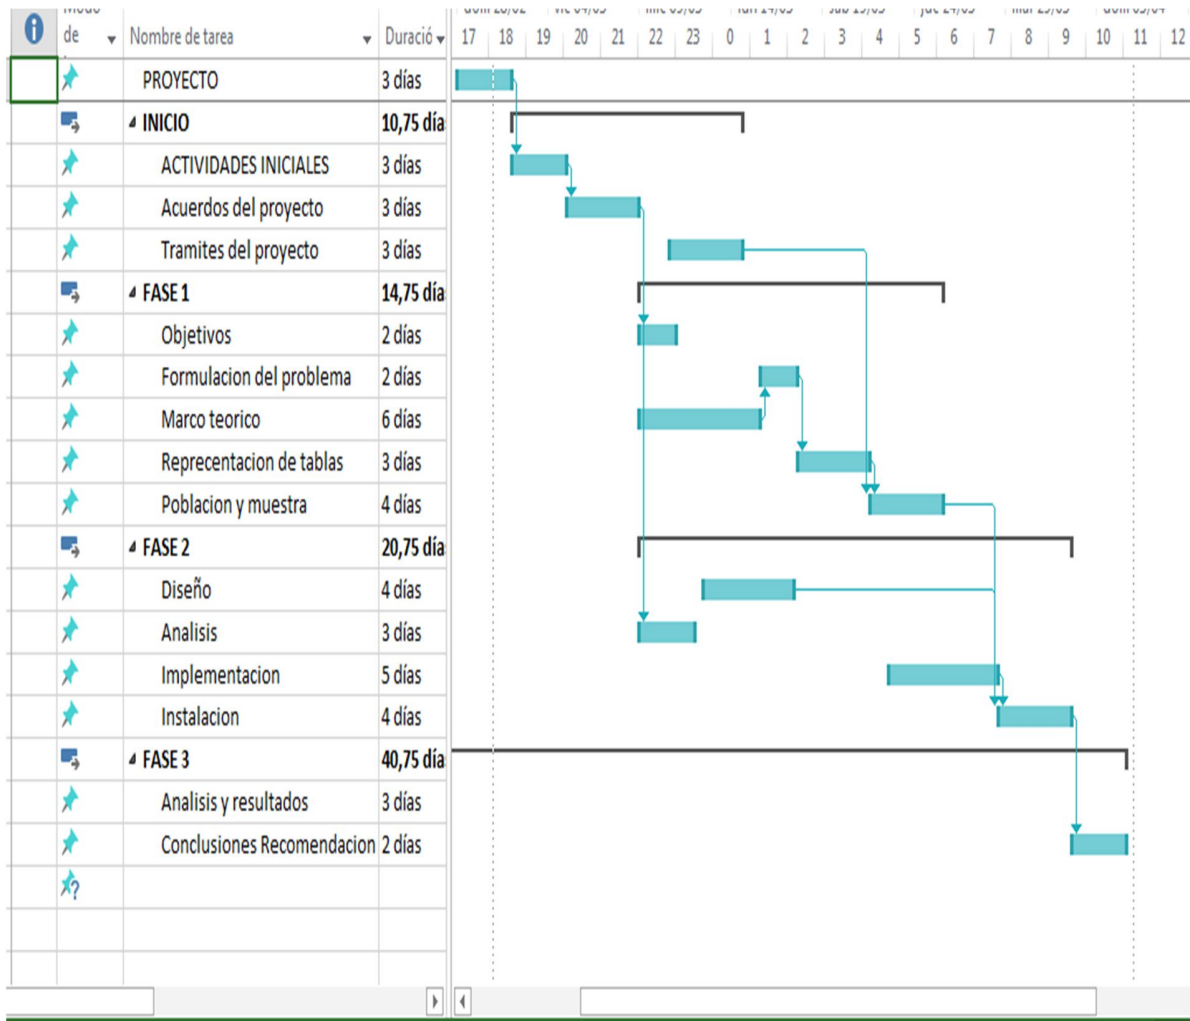 de Nombre de tarea Duració 17 18 19 20 21 22 23 0 1 2 3 4 5 6 7 8 9 10 11 12
PROYECTO 3 días
INICIO 10,75 día
ACTIVIDADES INICIALES 3 días
Acuerdos del proyecto 3 días
Tramites del proyecto 3 días
FASE 1 14,75 día
Objetivos 2 días
Formulacion del problema 2 días
Marco teorico 6 días
Reprecentacion de tablas 3 días
Poblacion y muestra 4 días
FASE 2 20,75 día
Diseño 4 días
Analisis 3 días
Implementacion 5 días
Instalacion 4 días
FASE 3 40,75 día
Analisis y resultados 3 días
Conclusiones Recomendacion 2 días
?